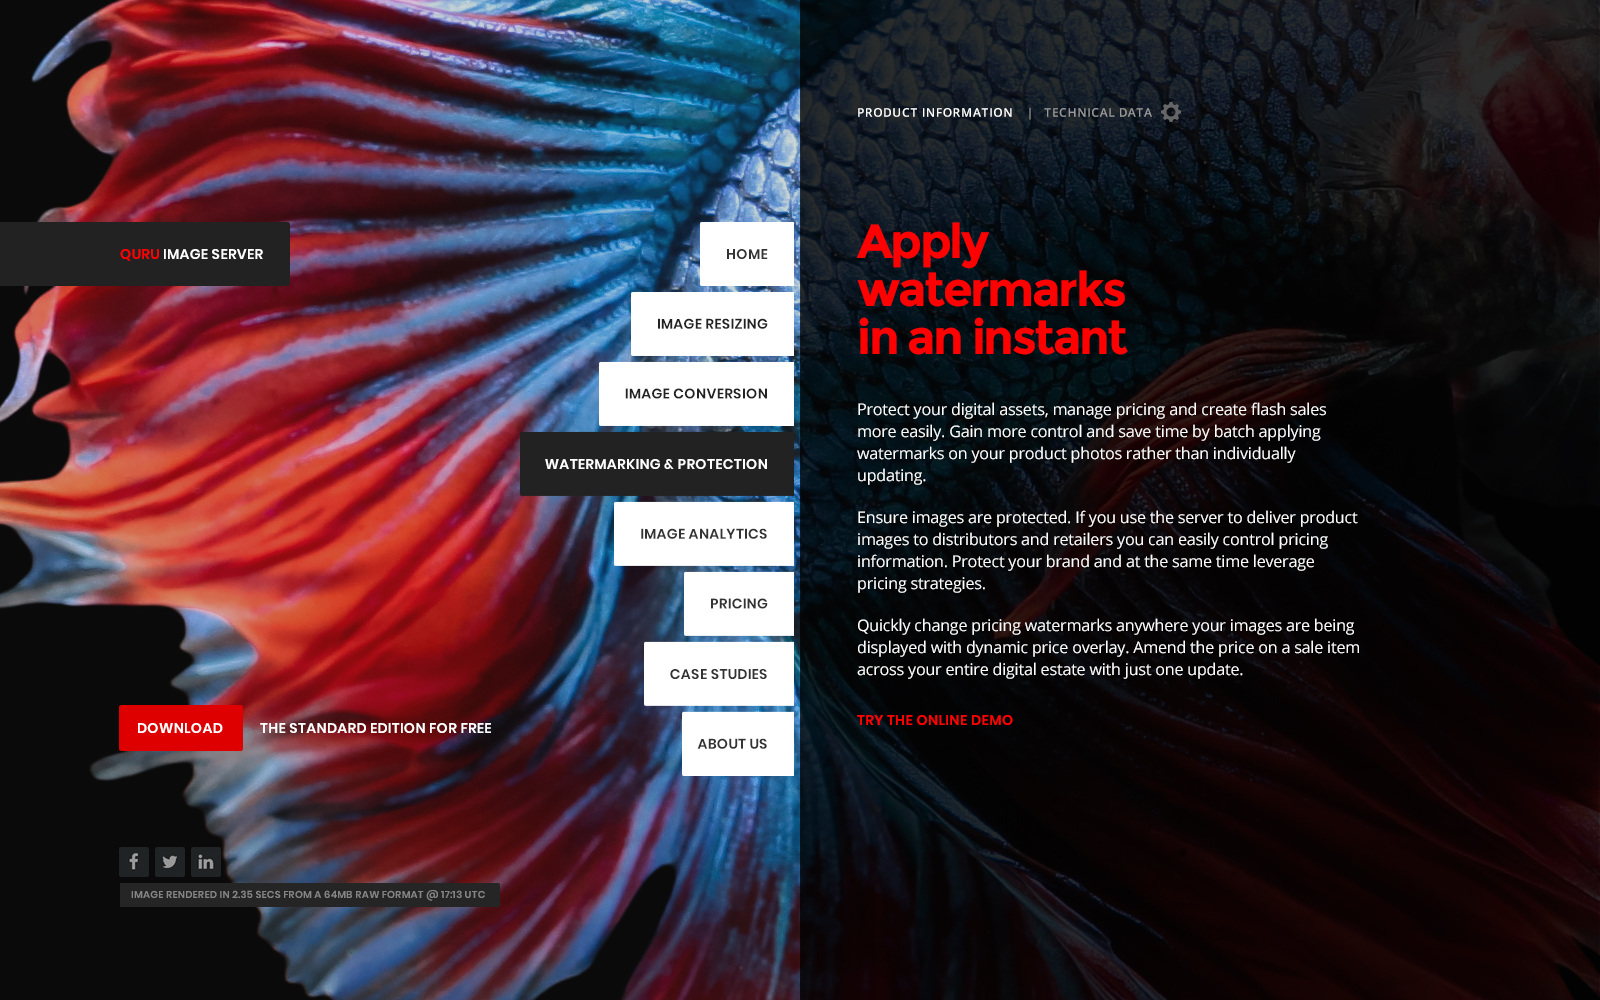 QURU IMAGE SERVER
HOME
IMAGE RESIZING
IMAGE CONVERSION
WATERMARKING & PROTECTION
IMAGE ANALYTICS
PRICING
CASE STUDIES
ABOUT US
DOWNLOAD
THE STANDARD EDITION FOR FREE
IMAGE RENDERED IN 2.35 SECS FROM A 64MB RAW FORMAT @ 17:13 UTC
PRODUCT INFORMATION | TECHNICAL DATA
Apply
watermarks
in an instant
Protect your digital assets, manage pricing and create flash sales
more easily. Gain more control and save time by batch applying
watermarks on your product photos rather than individually
updating.
Ensure images are protected. If you use the server to deliver product
images to distributors and retailers you can easily control pricing
information. Protect your brand and at the same time leverage
pricing strategies.
Quickly change pricing watermarks anywhere your images are being
displayed with dynamic price overlay. Amend the price on a sale item
across your entire digital estate with just one update.
TRY THE ONLINE DEMO